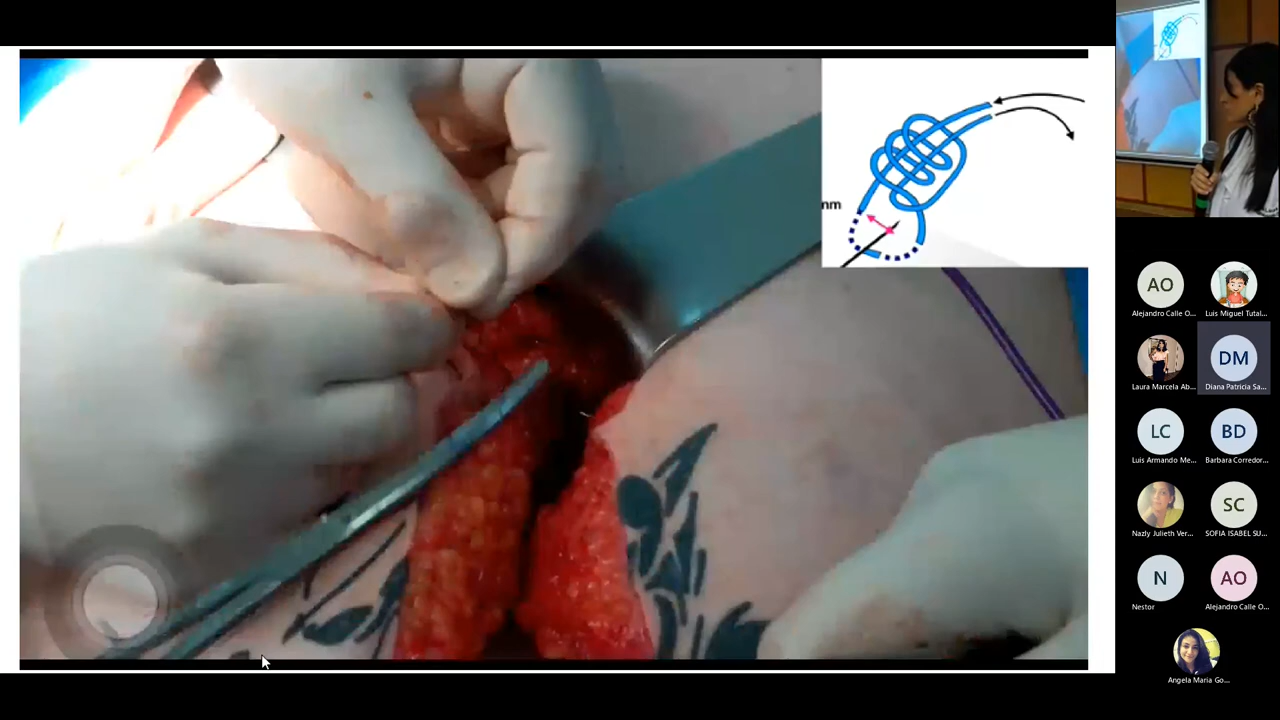 nm
AO
Alejandro Calle O...
Luis Miguel Tutal...
Laura Marcela Ab...
DM
Diana Patricia Sa...
LC
Luis Armando Me...
BD
Barbara Corredor...
Nazly Julieth Ver...
SC
SOFIA ISABEL SU...
N
Nestor
AO
Alejandro Calle O...
Angela Maria Go...